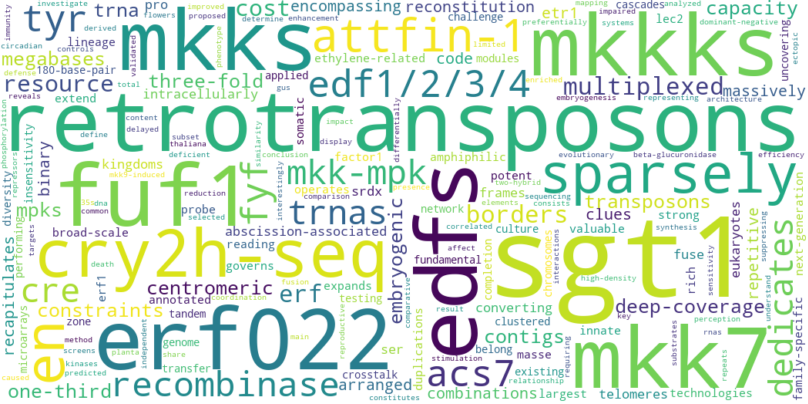 immunity investigate improved proposed encompassing reconstitution cascades analyzed dominant-negative ectopic
tyr trna pro mkks cost attfin-1 etr1 novel challenge preferentially mapping impaired capacity
circadian derived flowers determine enhancement validated phenotype limited ethylene-related code modules systems lec2 mkkks uncovering
megabases lineage controls 180-base-pair three-fold applied edf1/2/3/4 enriched representing architecture multiplexed massively
resource defense reveals total gus intracellularly somatic embryogenesis
retrotransposons
phosphorylation extend content delayed define subset thaliana impact display differentially conclusion evolutionary beta-glucuronidase efficiency
diversity insensitivity binary repressors kingdoms deficient mkk3-induced fuf1 fyf similarity factor1 amphiphilic potent two-hybrid sparsely
mkk-mpk operates srdx comparison interestingly frames elements sequencing consists
mpks 35s dna common reduction selected trnas probe network correlated transposons borders clues strong valuable synthesis
performing targets broad-scale death abscission-associated reading fundamental culture affect completion chromosomes interactions rich sensitivity eukaryotes repetitive suppressing next-generation
cry2h-seq governs fusion coordination embryogenic edfs sgt1 fuse high-density
recapitulates cre centromeric erf expands result converting deep-coverage dedicates
constraints microarrays zone annotated erf1 tandem planta independent testing main share comparative reproductive duplications clustered contigs innate perception rnas understand family-specific
en method screens kinases caused predicted erf022 genome transfer ser crosstalk stimulation belong key existing masse requiring substrates repeats mkk7
one-third recombinase arranged constitutes acs7 relationship combinations largest telomeres technologies